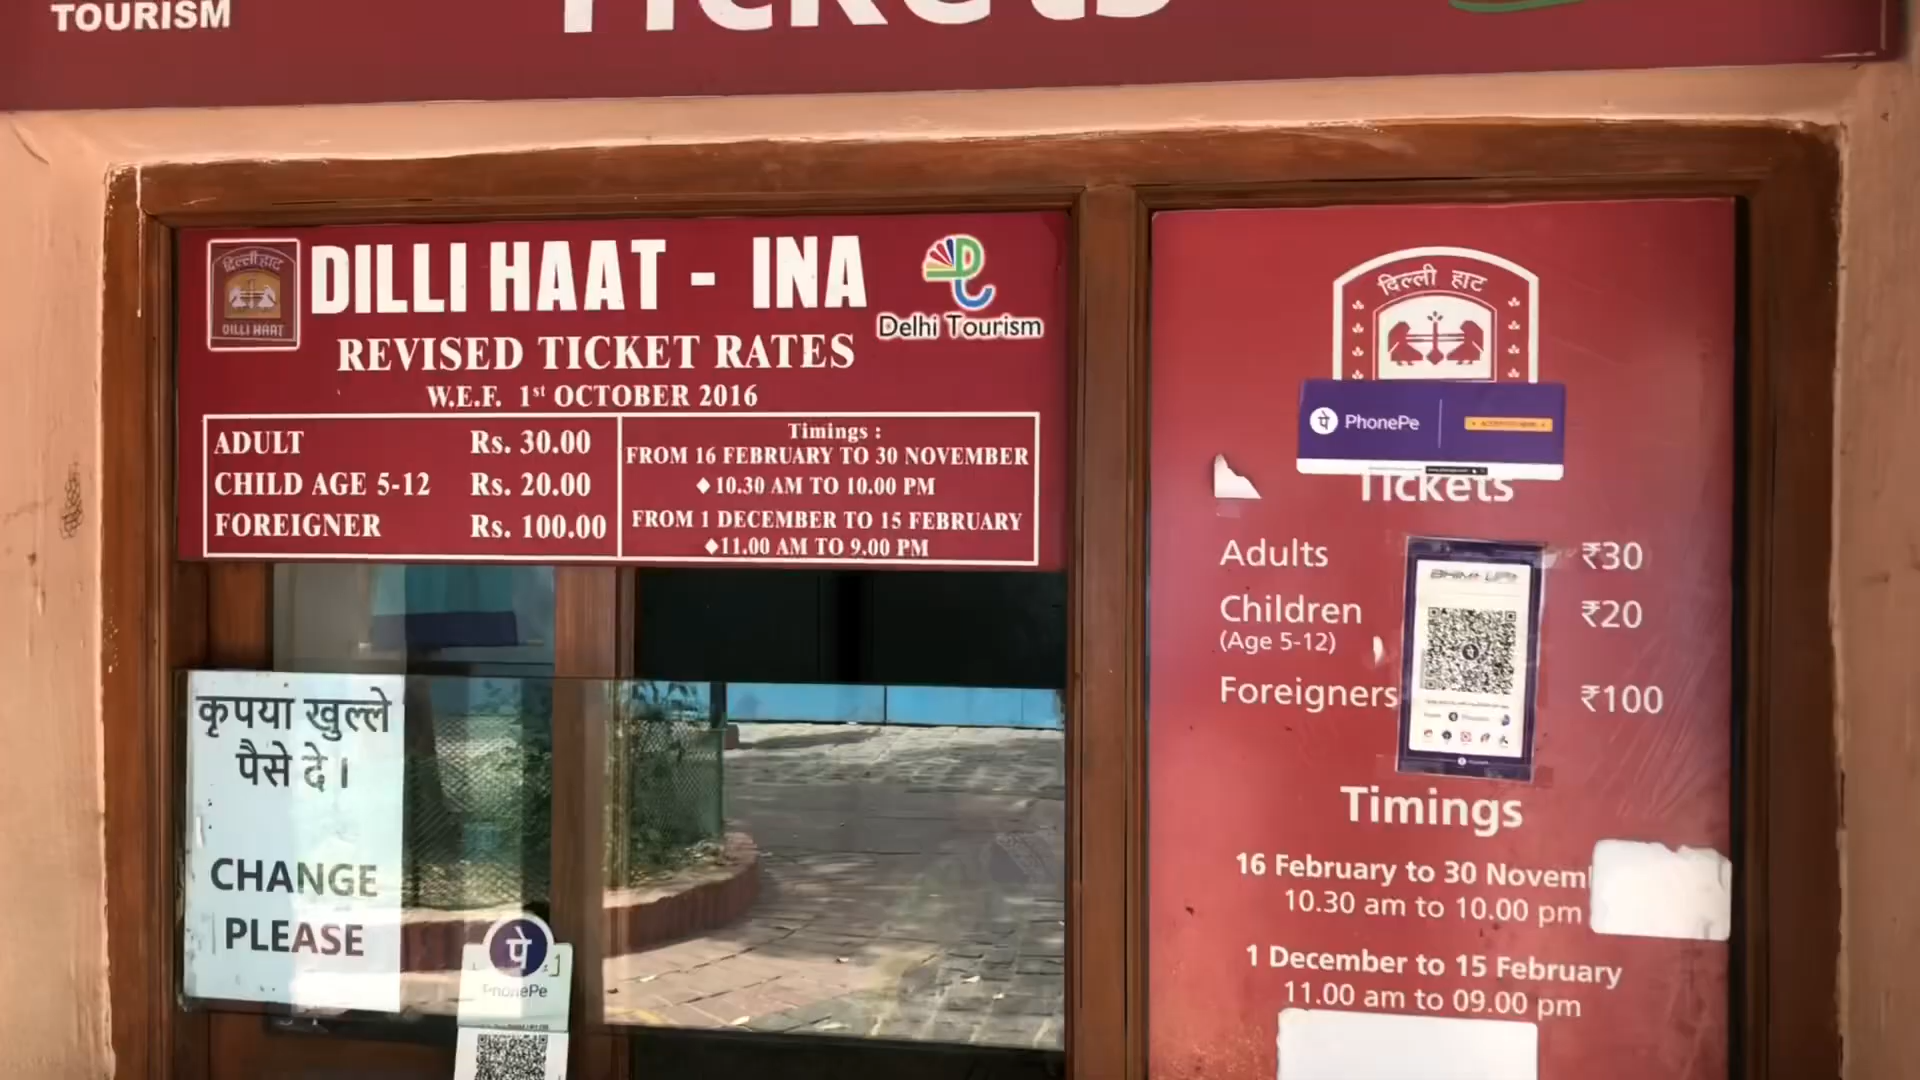 TOURISM
Tickets
दिल्ली हाट
DILLI HAAT
DILLI HAAT - INA
Delhi Tourism
REVISED TICKET RATES
W.E.F. 1st OCTOBER 2016
ADULT Rs. 30.00
CHILD AGE 5-12 Rs. 20.00
FOREIGNER Rs. 100.00
Timings :
FROM 16 FEBRUARY TO 30 NOVEMBER
◆ 10.30 AM TO 10.00 PM
FROM 1 DECEMBER TO 15 FEBRUARY
◆11.00 AM TO 9.00 PM
कृपया खुल्ले
पैसे दे।
CHANGE
PLEASE
पे
PhonePe
दिल्ली हाट
पे PhonePe
Tickets
BHIM UPI
Adults ₹30
Children ₹20
(Age 5-12)
Foreigners ₹100
Timings
16 February to 30 Novem
10.30 am to 10.00 pm
1 December to 15 February
11.00 am to 09.00 pm